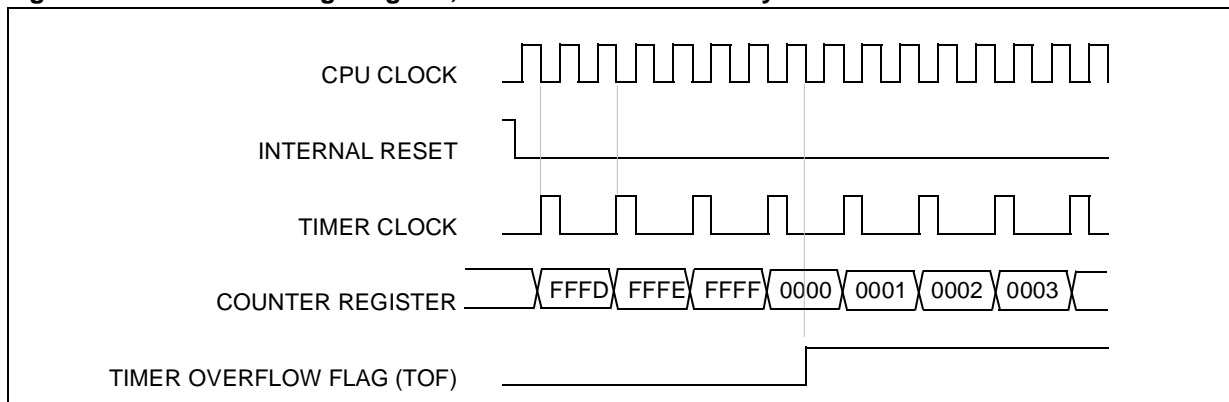 CPU CLOCK
INTERNAL RESET
TIMER CLOCK
COUNTER REGISTER FFFD FFFE FFFF 0000 0001 0002 0003
TIMER OVERFLOW FLAG (TOF)